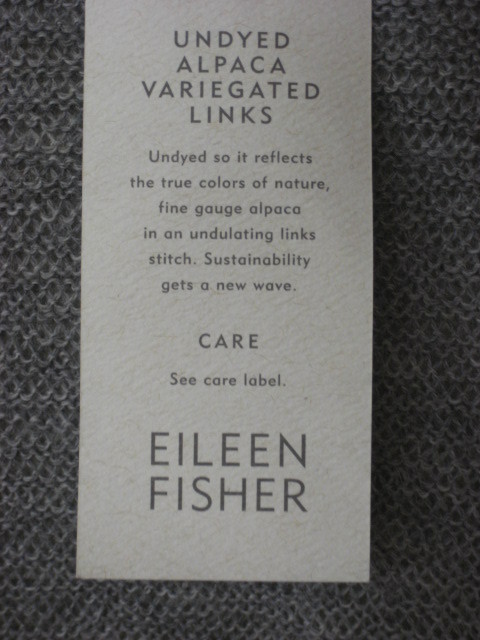 UNDYED
ALPACA
VARIEGATED
LINKS
Undyed so it reflects
the true colors of nature,
fine gauge alpaca
in an undulating links
stitch. Sustainability
gets a new wave.
CARE
See care label.
EILEEN
FISHER